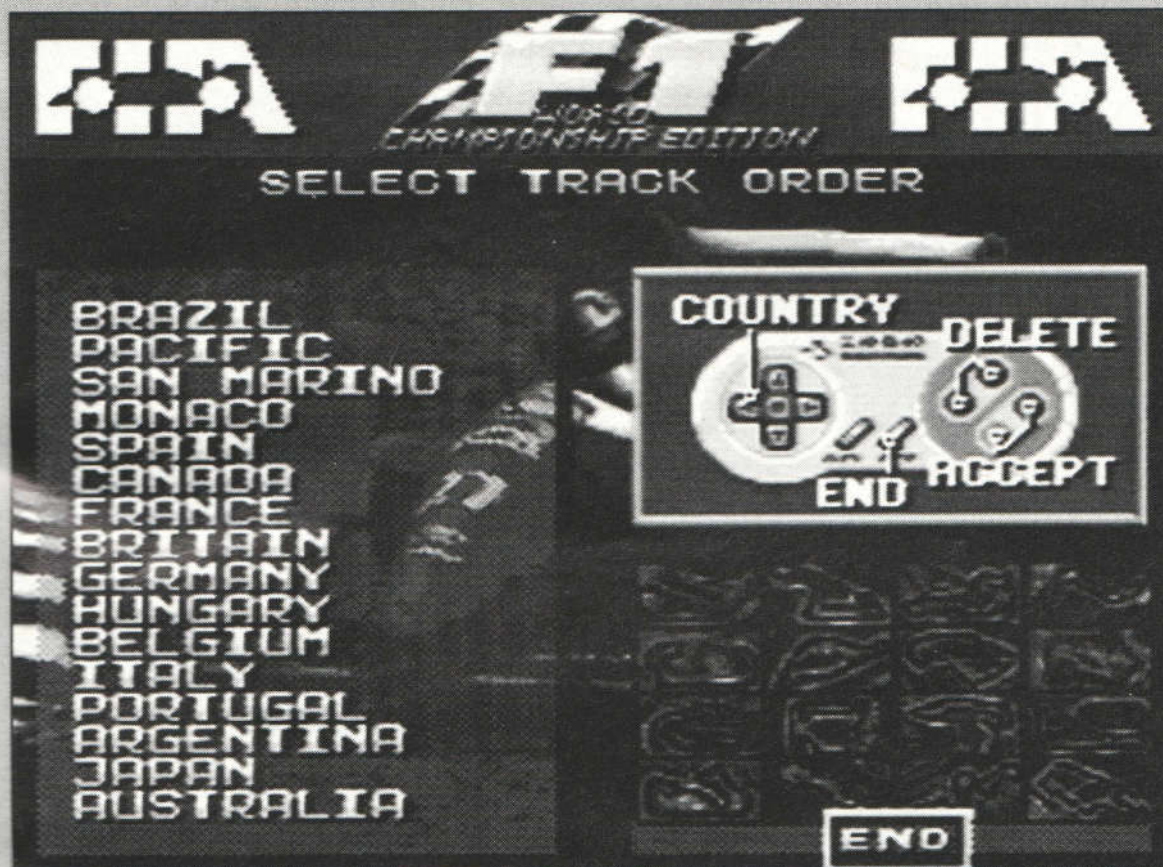 FIA
F1
FIA
WORLD
CHAMPIONSHIP EDITION
SELECT TRACK ORDER
BRAZIL
PACIFIC
SAN MARINO
MONACO
SPAIN
CANADA
FRANCE
BRITAIN
GERMANY
HUNGARY
BELGIUM
ITALY
PORTUGAL
ARGENTINA
JAPAN
AUSTRALIA
COUNTRY
DELETE
END
ACCEPT
END